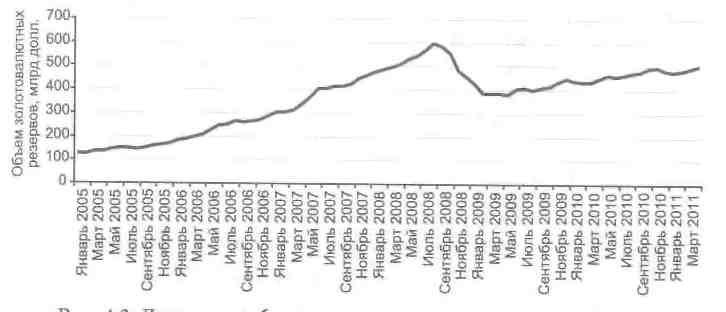 Объем золотовалютных
резервов, млрд долл.
700
600
500
400
300
200
100
0
Январь 2005
Март 2005
Май 2005
Июль 2005
Сентябрь 2005
Ноябрь 2005
Январь 2006
Март 2006
Май 2006
Июль 2006
Сентябрь 2006
Ноябрь 2006
Январь 2007
Март 2007
Май 2007
Июль 2007
Сентябрь 2007
Ноябрь 2007
Январь 2008
Март 2008
Май 2008
Июль 2008
Сентябрь 2008
Ноябрь 2008
Январь 2009
Март 2009
Май 2009
Июль 2009
Сентябрь 2009
Ноябрь 2009
Январь 2010
Март 2010
Май 2010
Июль 2010
Сентябрь 2010
Ноябрь 2010
Январь 2011
Март 2011